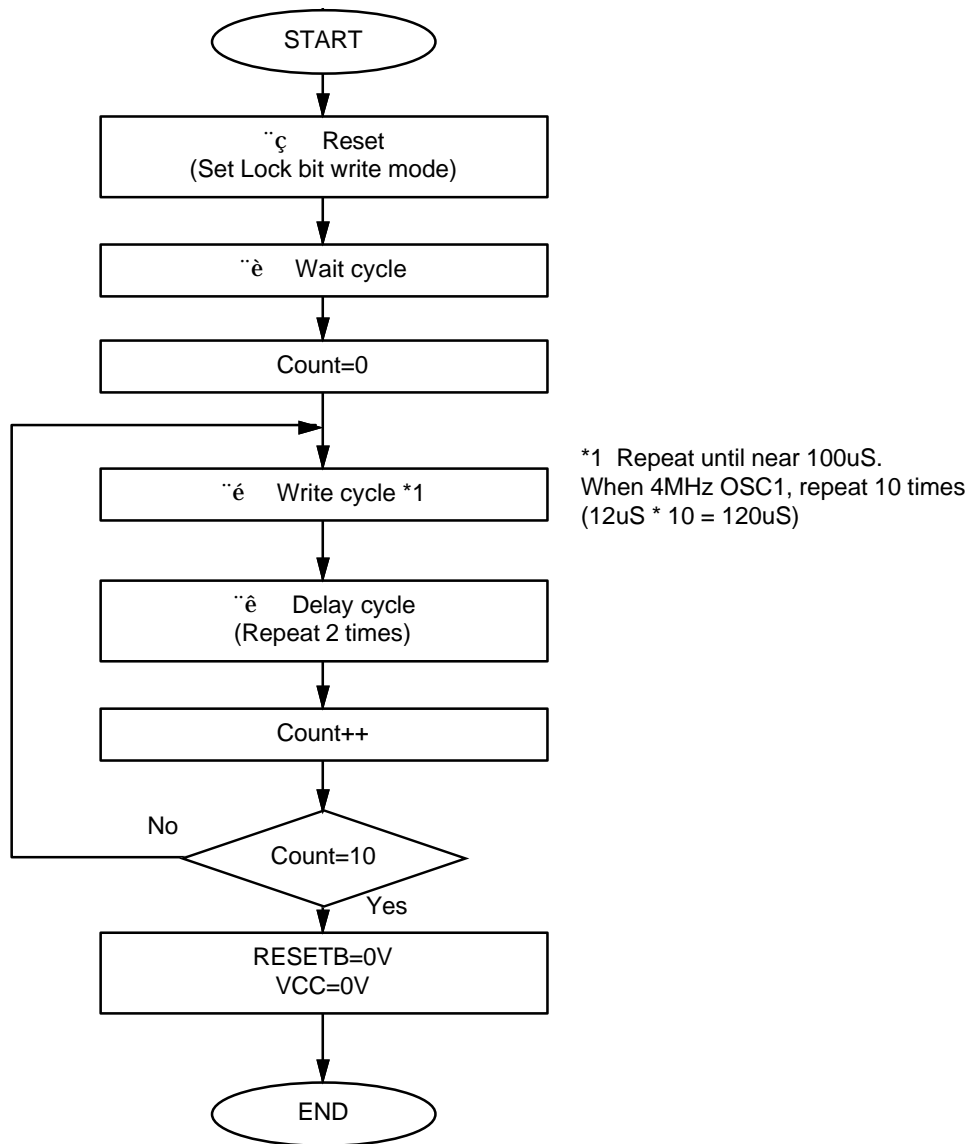 START
¨ç Reset
(Set Lock bit write mode)
¨è Wait cycle
Count=0
¨é Write cycle *1
*1 Repeat until near 100uS.
When 4MHz OSC1, repeat 10 times
(12uS * 10 = 120uS)
¨ê Delay cycle
(Repeat 2 times)
Count++
No
Count=10
Yes
RESETB=0V
VCC=0V
END